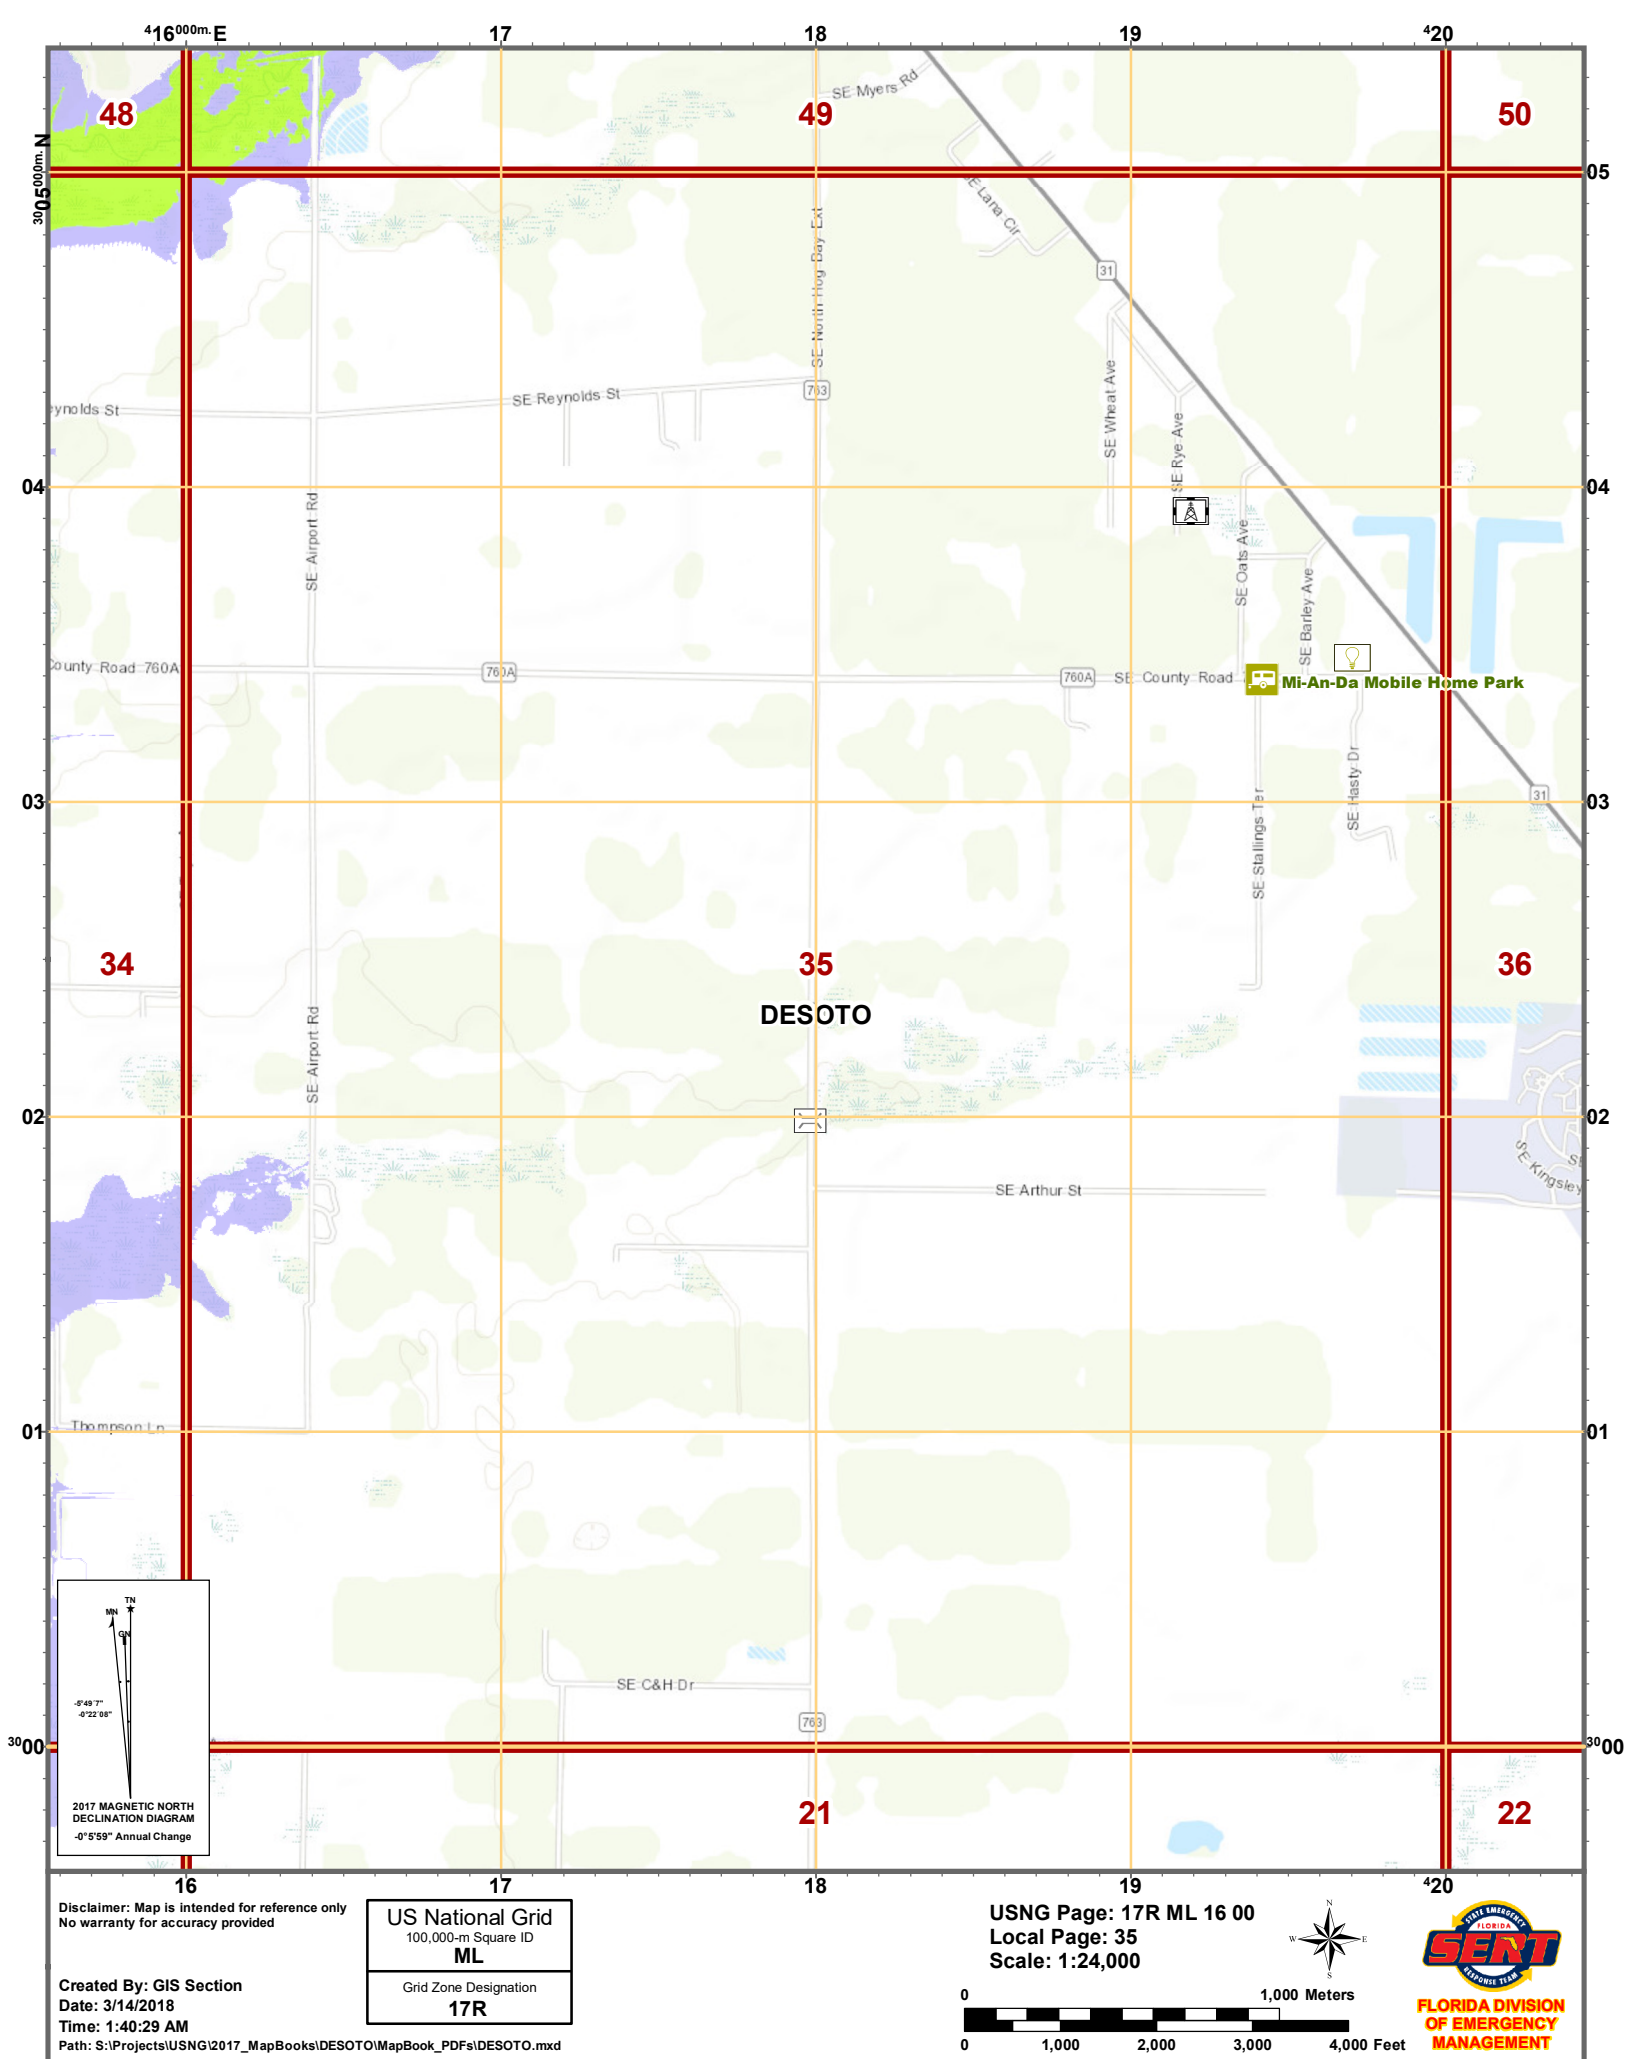 ⁴16⁰⁰⁰ᵐ·E
17
18
19
⁴20
SE Myers Rd
48
49
50
³⁰05⁰⁰⁰ᵐ· N
05
SE Lana Cir
SE North Hog Bay Ext
31
SE Reynolds St
763
ynolds St
SE Wheat Ave
SE Rye Ave
04
04
SE Airport Rd
SE Oats Ave
SE Barley Ave
County Road 760A
760A
760A
SE County Road
Mi-An-Da Mobile Home Park
SE Hasty Dr
SE Stallings Ter
31
03
03
34
35
36
DESOTO
SE Airport Rd
02
02
SE Arthur St
SE Kingsley
01
01
Thompson Ln
TN
MN
GN
-5°49'7"
-0°22'08"
2017 MAGNETIC NORTH
DECLINATION DIAGRAM
-0°5'59" Annual Change
SE C&H Dr
763
³⁰00
³⁰00
21
22
16
17
18
19
⁴20
Disclaimer: Map is intended for reference only
No warranty for accuracy provided
Created By: GIS Section
Date: 3/14/2018
Time: 1:40:29 AM
Path: S:\Projects\USNG\2017_MapBooks\DESOTO\MapBook_PDFs\DESOTO.mxd
US National Grid
100,000-m Square ID
ML
Grid Zone Designation
17R
USNG Page: 17R ML 16 00
Local Page: 35
Scale: 1:24,000
N
W E
S
0 1,000 Meters
0 1,000 2,000 3,000 4,000 Feet
STATE EMERGENCY
FLORIDA
SERT
RESPONSE TEAM
FLORIDA DIVISION
OF EMERGENCY
MANAGEMENT